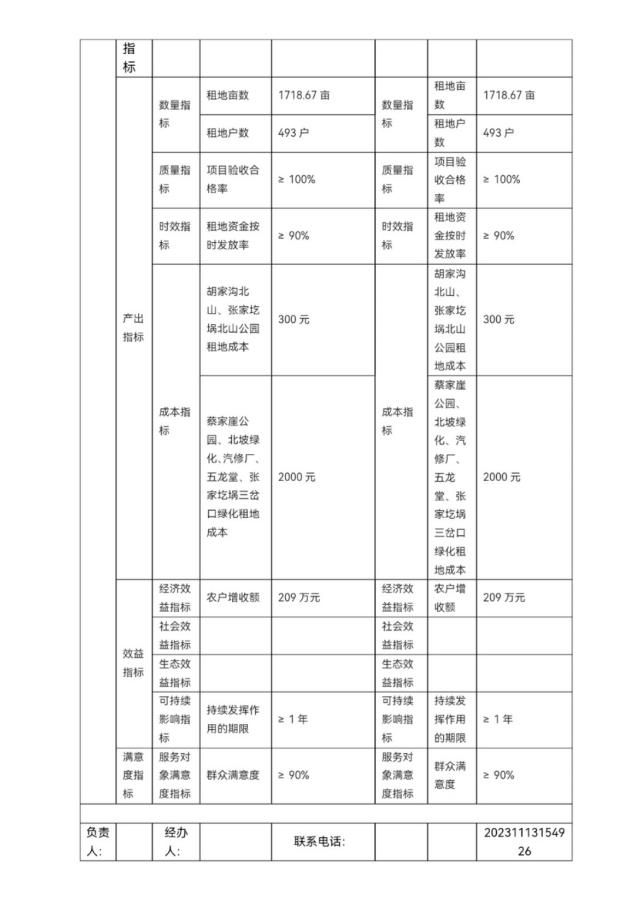 指
标
产出
指标
数量指
标
租地亩数
1718.67 亩
数量指
标
租地亩
数
1718.67 亩
租地户数
493 户
租地户
数
493 户
质量指
标
项目验收合
格率
≥ 100%
质量指
标
项目验
收合格
率
≥ 100%
时效指
标
租地资金按
时发放率
≥ 90%
时效指
标
租地资
金按时
发放率
≥ 90%
成本指
标
胡家沟北
山、张家圪
埚北山公园
租地成本
300 元
成本指
标
胡家沟
北山、
张家圪
埚北山
公园租
地成本
300 元
蔡家崖公
园、北坡绿
化、汽修厂、
五龙堂、张
家圪埚三岔
口绿化租地
成本
2000 元
蔡家崖
公园、
北坡绿
化、汽
修厂、
五龙
堂、张
家圪埚
三岔口
绿化租
地成本
2000 元
效益
指标
经济效
益指标
农户增收额
209 万元
经济效
益指标
农户增
收额
209 万元
社会效
益指标
社会效
益指标
生态效
益指标
生态效
益指标
可持续
影响指
标
持续发挥作
用的期限
≥ 1 年
可持续
影响指
标
持续发
挥作用
的期限
≥ 1 年
满意
度指
标
服务对
象满意
度指标
群众满意度
≥ 90%
服务对
象满意
度指标
群众满
意度
≥ 90%
负责
人：
经办
人：
联系电话：
202311131549
26